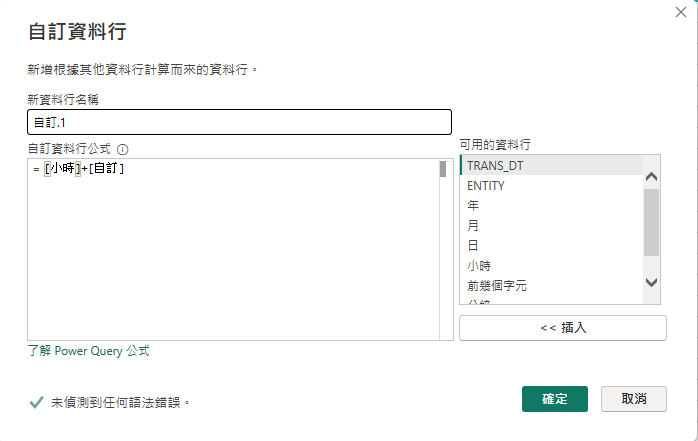 自訂資料行
新增根據其他資料行計算而來的資料行。
新資料行名稱
自訂.1
自訂資料行公式
= [小時]+[自訂]
可用的資料行
TRANS_DT
ENTITY
年
月
日
小時
前幾個字元
<< 插入
了解 Power Query 公式
未偵測到任何語法錯誤。
確定
取消